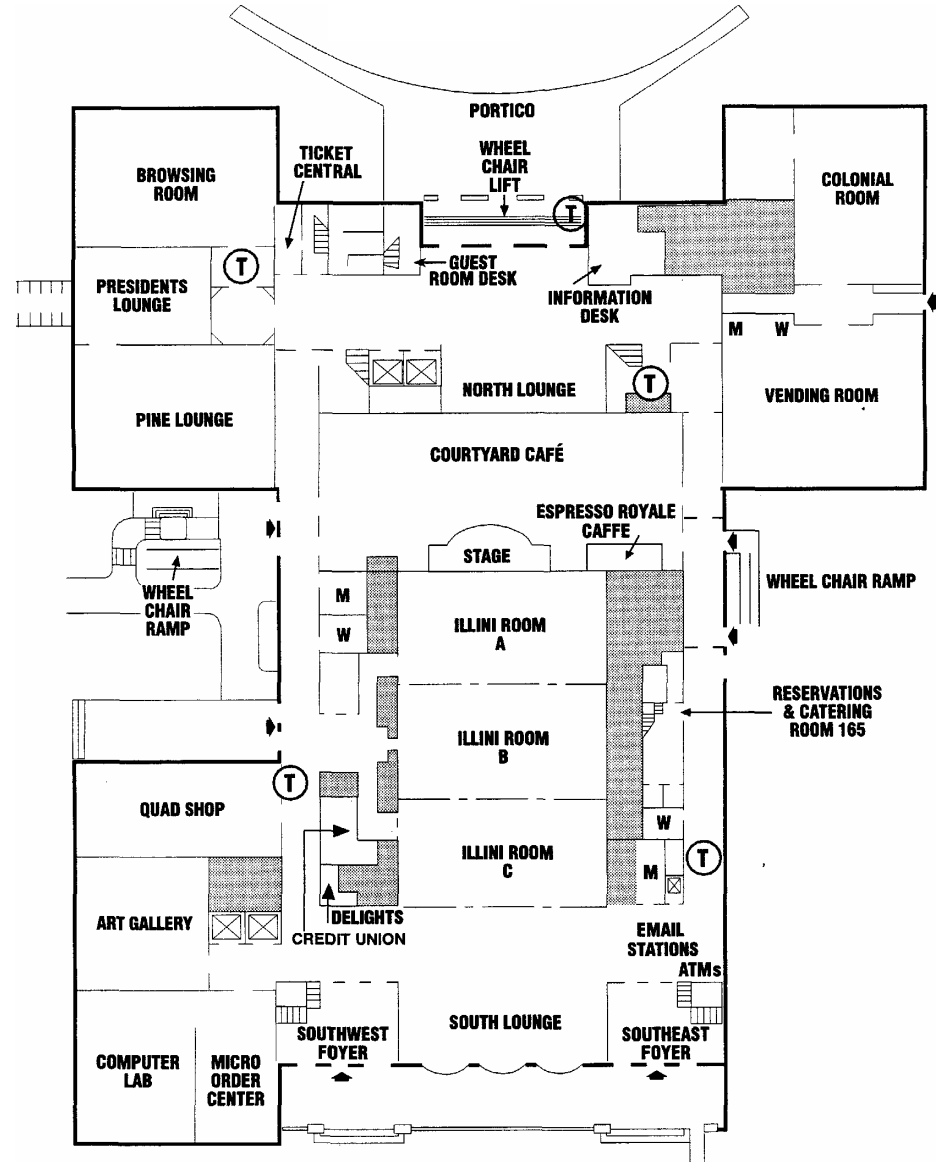 PORTICO
TICKET
CENTRAL
WHEEL
CHAIR
LIFT
BROWSING
ROOM
COLONIAL
ROOM
T
T
GUEST
ROOM DESK
PRESIDENTS
LOUNGE
INFORMATION
DESK
M
W
T
NORTH LOUNGE
VENDING ROOM
PINE LOUNGE
COURTYARD CAFÉ
ESPRESSO ROYALE
CAFFE
STAGE
WHEEL
CHAIR
RAMP
WHEEL CHAIR RAMP
M
W
ILLINI ROOM
A
RESERVATIONS
& CATERING
ROOM 165
ILLINI ROOM
B
T
QUAD SHOP
W
ILLINI ROOM
C
M
T
ART GALLERY
DELIGHTS
CREDIT UNION
EMAIL
STATIONS
ATMs
SOUTH LOUNGE
SOUTHWEST
FOYER
SOUTHEAST
FOYER
COMPUTER
LAB
MICRO
ORDER
CENTER